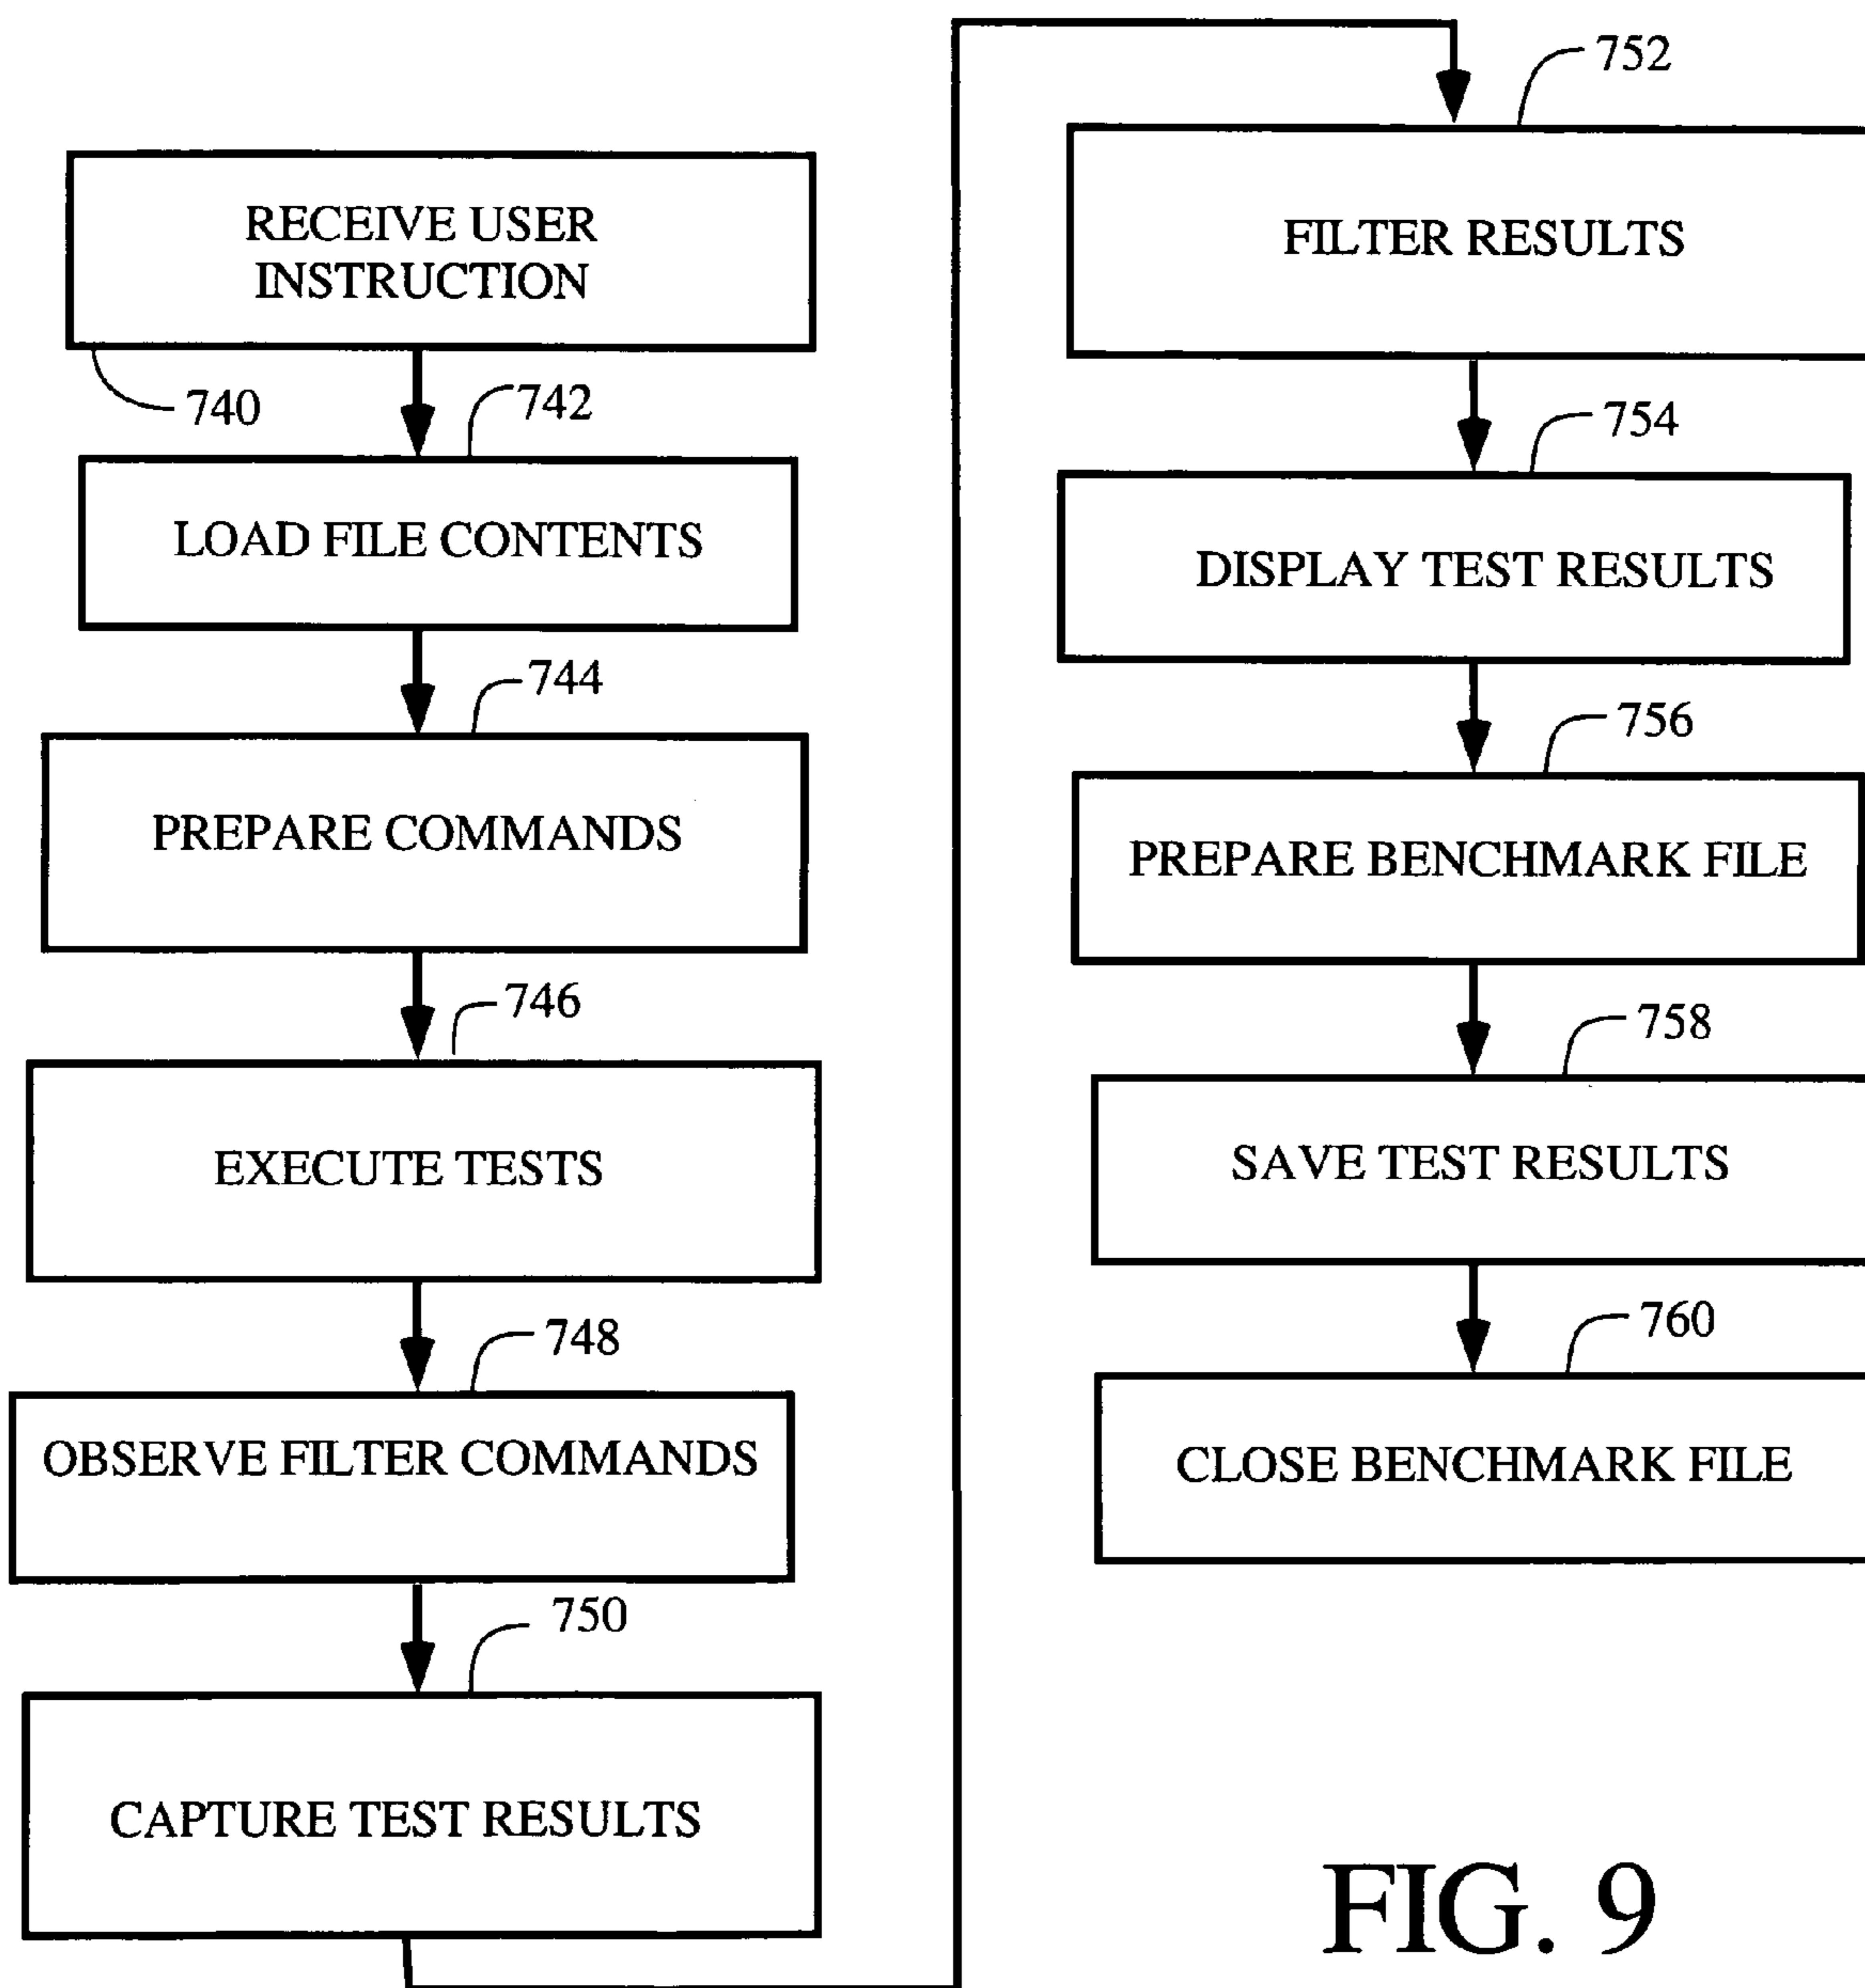 RECEIVE USER
INSTRUCTION
740
742
LOAD FILE CONTENTS
744
PREPARE COMMANDS
746
EXECUTE TESTS
748
OBSERVE FILTER COMMANDS
750
CAPTURE TEST RESULTS
752
FILTER RESULTS
754
DISPLAY TEST RESULTS
756
PREPARE BENCHMARK FILE
758
SAVE TEST RESULTS
760
CLOSE BENCHMARK FILE
FIG. 9